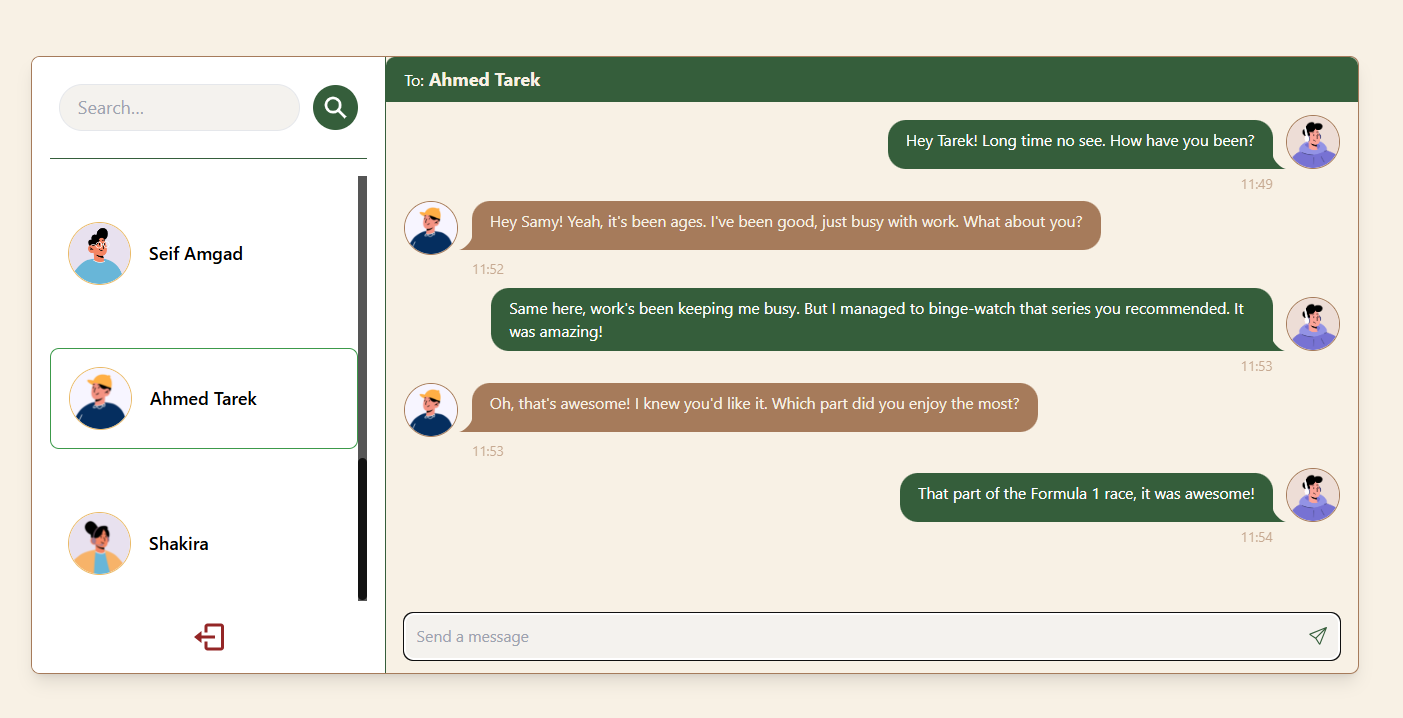 Search...
Seif Amgad
Ahmed Tarek
Shakira
To: Ahmed Tarek
Hey Tarek! Long time no see. How have you been?
11:49
Hey Samy! Yeah, it's been ages. I've been good, just busy with work. What about you?
11:52
Same here, work's been keeping me busy. But I managed to binge-watch that series you recommended. It
was amazing!
11:53
Oh, that's awesome! I knew you'd like it. Which part did you enjoy the most?
11:53
That part of the Formula 1 race, it was awesome!
11:54
Send a message